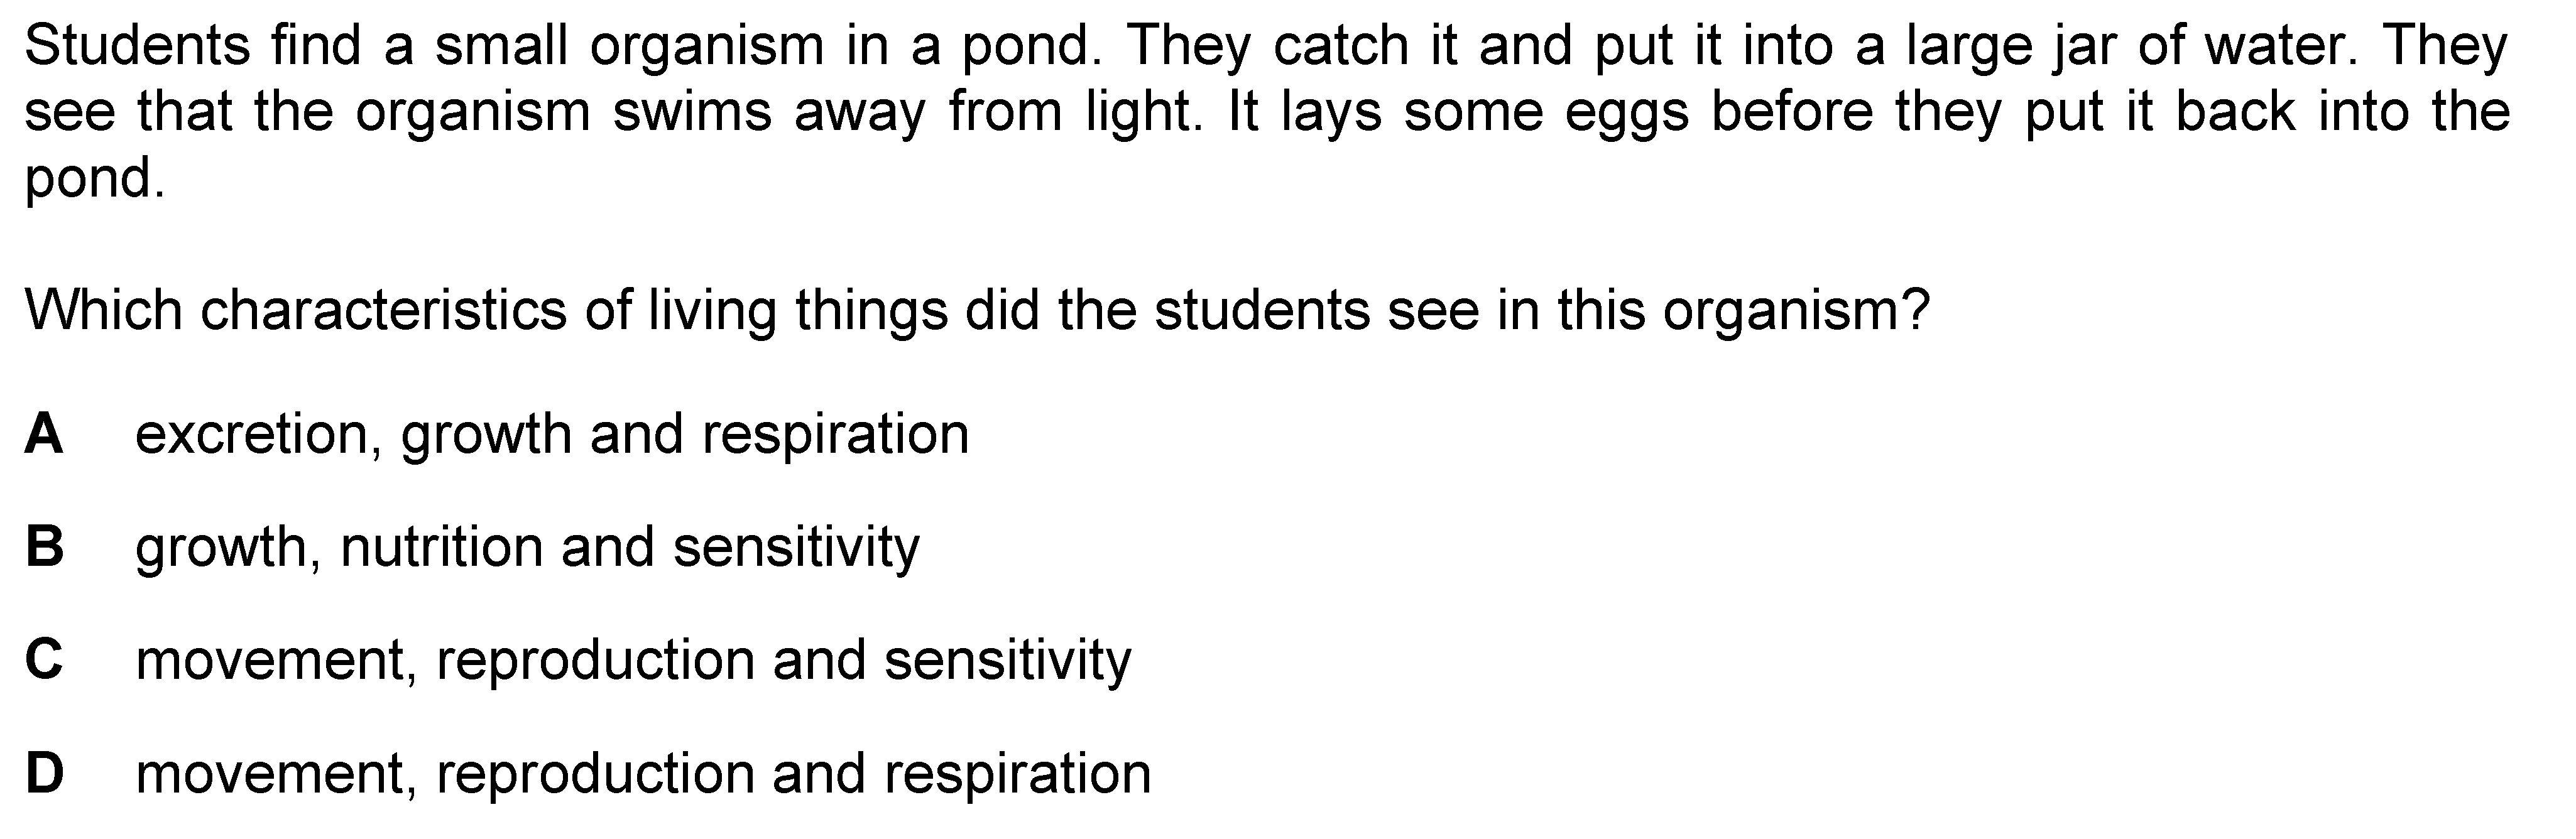 Students find a small organism in a pond. They catch it and put it into a large jar of water. They
see that the organism swims away from light. It lays some eggs before they put it back into the
pond.
Which characteristics of living things did the students see in this organism?
A excretion, growth and respiration
B growth, nutrition and sensitivity
C movement, reproduction and sensitivity
D movement, reproduction and respiration